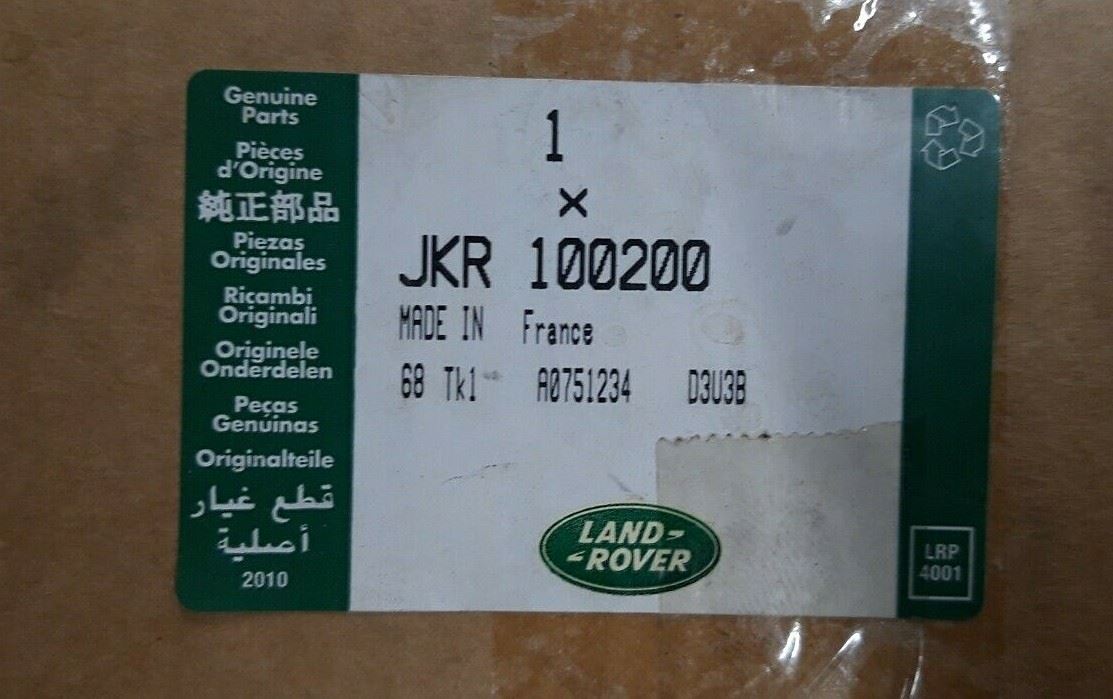 Genuine
Parts
Pièces
d'Origine
純正部品
Piezas
Originales
Ricambi
Originali
Originele
Onderdelen
Peças
Genuinas
Originalteile
قطع غيار
أصلية
2010
1
×
JKR 100200
MADE IN France
68 Tk1 A0751234 D3U3B
LAND-
-ROVER
LRP
4001